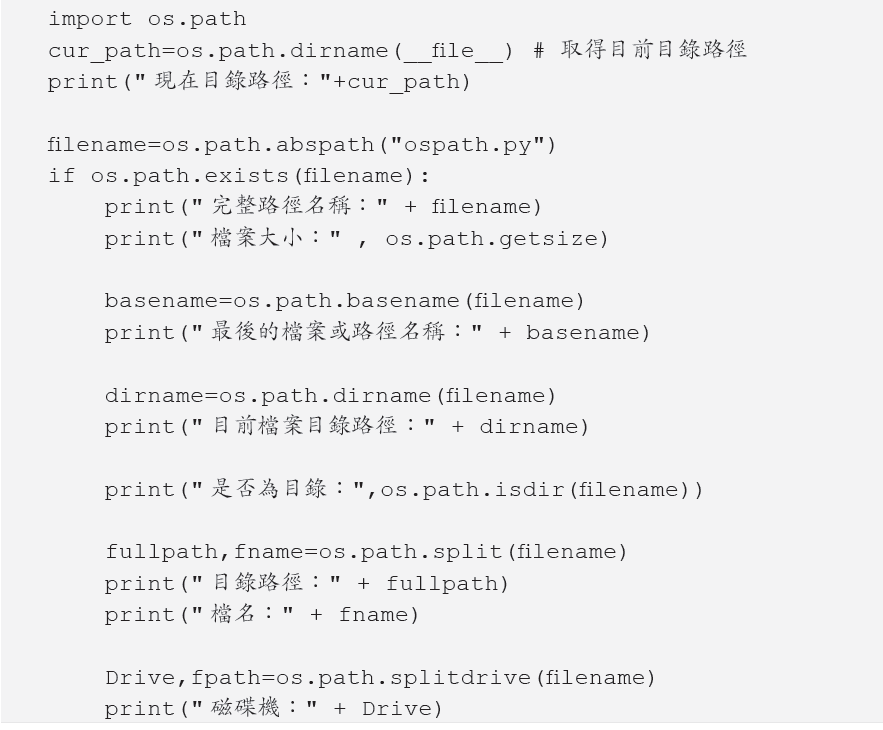 import os.path
cur_path=os.path.dirname(__file__) # 取得目前目錄路徑
print("現在目錄路徑："+cur_path)
filename=os.path.abspath("ospath.py")
if os.path.exists(filename):
    print("完整路徑名稱：" + filename)
    print("檔案大小：" , os.path.getsize)
    basename=os.path.basename(filename)
    print("最後的檔案或路徑名稱：" + basename)
    dirname=os.path.dirname(filename)
    print("目前檔案目錄路徑：" + dirname)
    print("是否為目錄：",os.path.isdir(filename))
    fullpath,fname=os.path.split(filename)
    print("目錄路徑：" + fullpath)
    print("檔名：" + fname)
    Drive,fpath=os.path.splitdrive(filename)
    print("磁碟機：" + Drive)